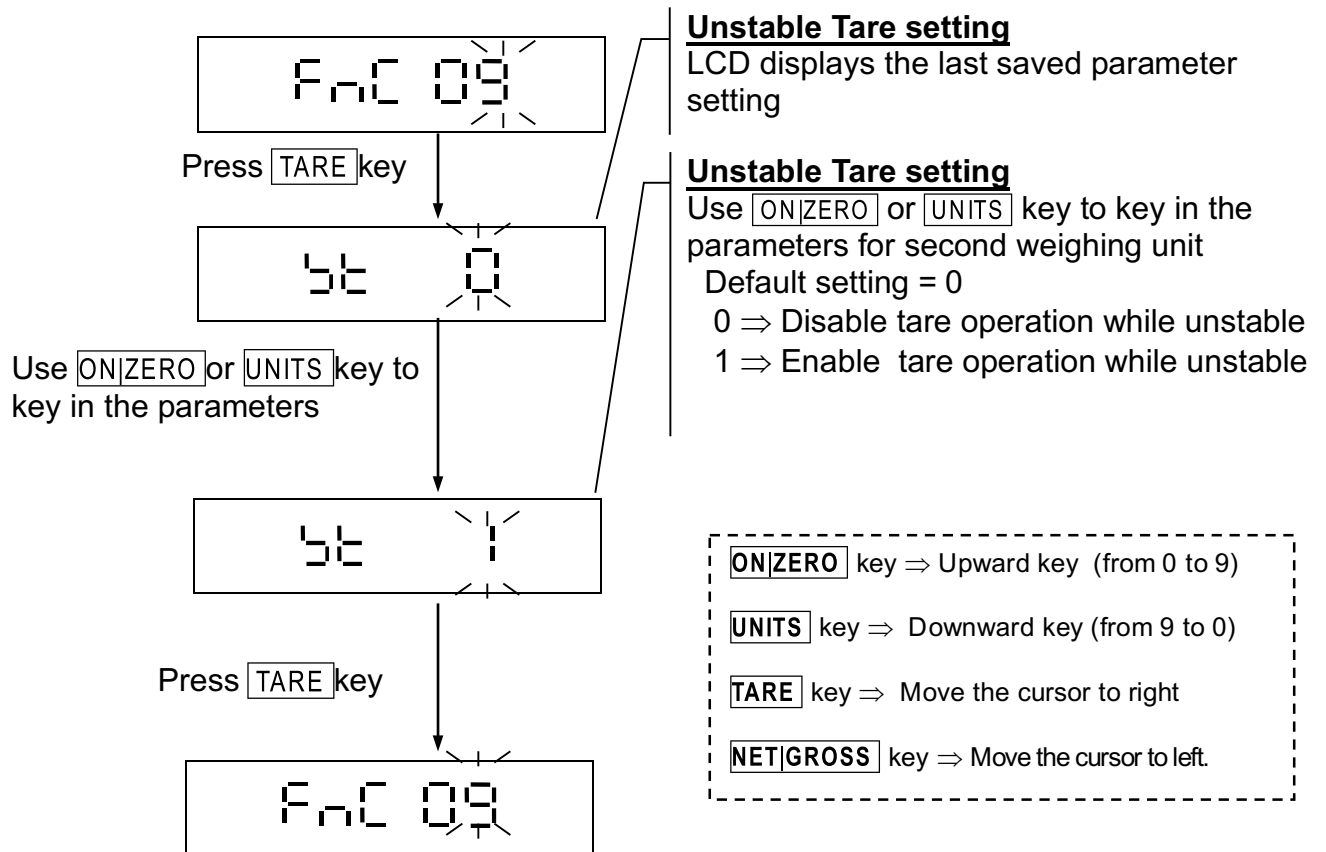 FnC 09
Press TARE key
St 0
Use ON|ZERO or UNITS key to
key in the parameters
St 1
Press TARE key
FnC 09
Unstable Tare setting
LCD displays the last saved parameter
setting
Unstable Tare setting
Use ON|ZERO or UNITS key to key in the
parameters for second weighing unit
Default setting = 0
0 ⇒ Disable tare operation while unstable
1 ⇒ Enable tare operation while unstable
ON|ZERO key ⇒ Upward key (from 0 to 9)
UNITS key ⇒ Downward key (from 9 to 0)
TARE key ⇒ Move the cursor to right
NET|GROSS key ⇒ Move the cursor to left.